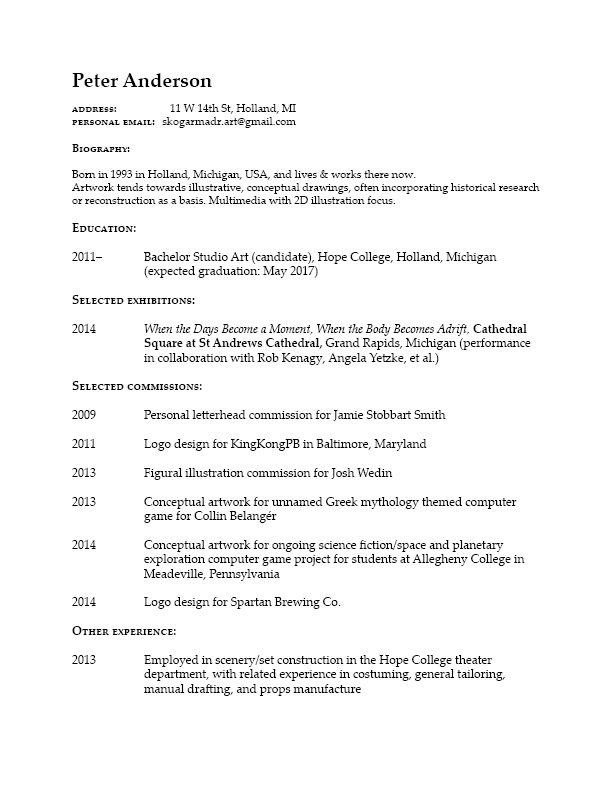 Peter Anderson
ADDRESS: 11 W 14th St, Holland, MI
PERSONAL EMAIL: skogarmadr.art@gmail.com
BIOGRAPHY:
Born in 1993 in Holland, Michigan, USA, and lives & works there now.
Artwork tends towards illustrative, conceptual drawings, often incorporating historical research
or reconstruction as a basis. Multimedia with 2D illustration focus.
EDUCATION:
2011– Bachelor Studio Art (candidate), Hope College, Holland, Michigan
(expected graduation: May 2017)
SELECTED EXHIBITIONS:
2014 When the Days Become a Moment, When the Body Becomes Adrift, Cathedral
Square at St Andrews Cathedral, Grand Rapids, Michigan (performance
in collaboration with Rob Kenagy, Angela Yetzke, et al.)
SELECTED COMMISSIONS:
2009 Personal letterhead commission for Jamie Stobbart Smith
2011 Logo design for KingKongPB in Baltimore, Maryland
2013 Figural illustration commission for Josh Wedin
2013 Conceptual artwork for unnamed Greek mythology themed computer
game for Collin Belangér
2014 Conceptual artwork for ongoing science fiction/space and planetary
exploration computer game project for students at Allegheny College in
Meadeville, Pennsylvania
2014 Logo design for Spartan Brewing Co.
OTHER EXPERIENCE:
2013 Employed in scenery/set construction in the Hope College theater
department, with related experience in costuming, general tailoring,
manual drafting, and props manufacture